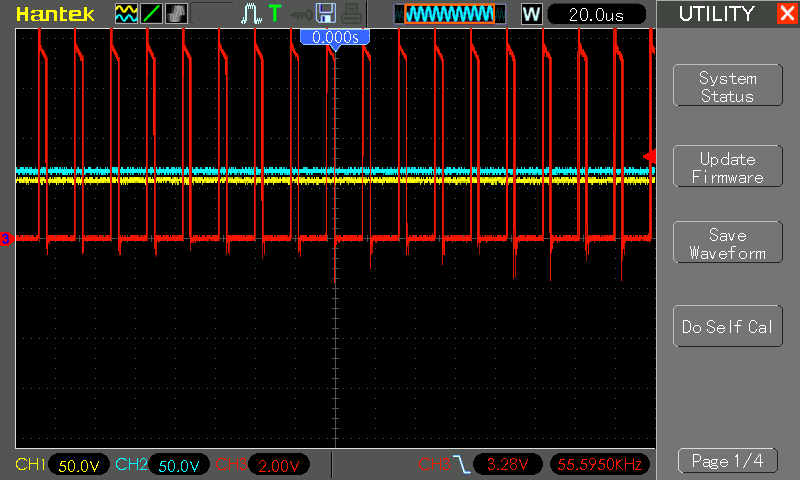 Hantek
T
W
20.0us
UTILITY
0.000s
System
Status
Update
Firmware
Save
Waveform
3
Do Self Cal
CH1 50.0V CH2 50.0V CH3 2.00V CH3 3.28V 55.5950KHz
Page 1/4